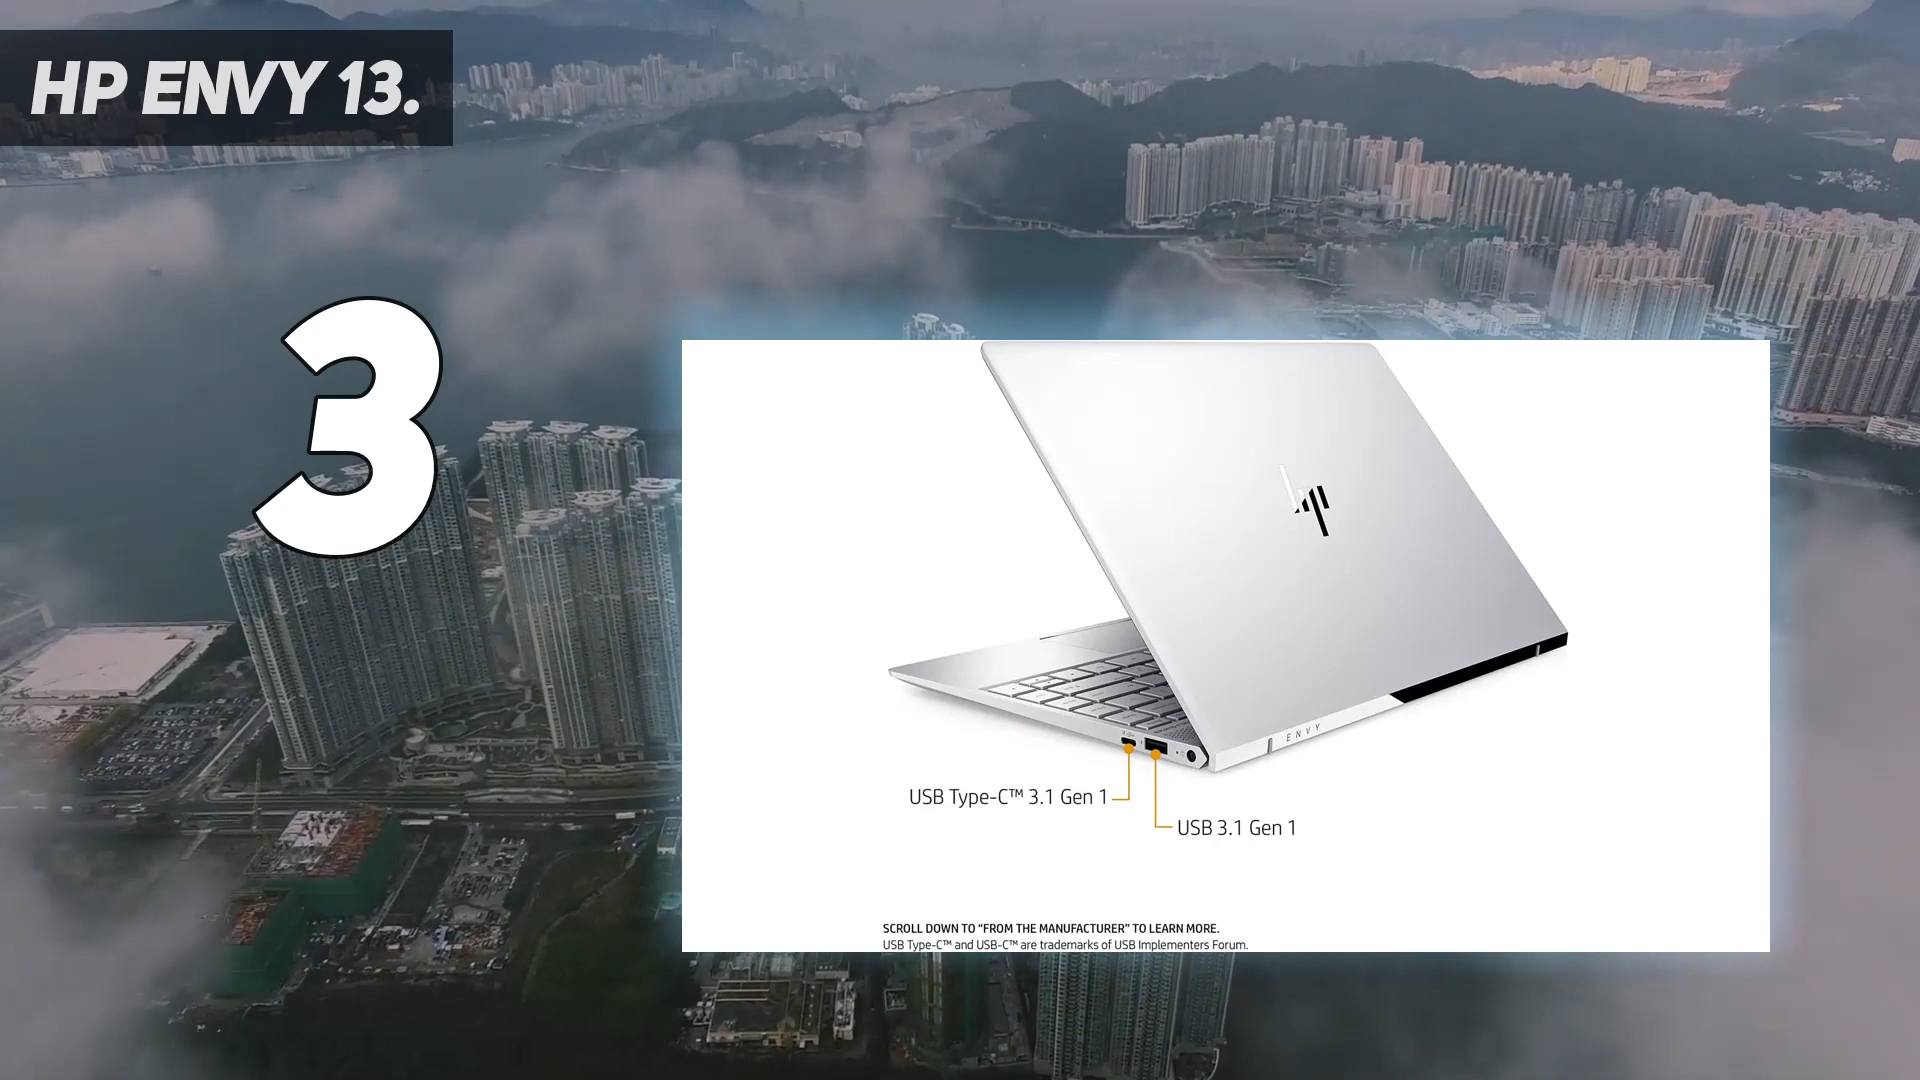 HP ENVY 13.
3
ENVY
USB Type-C™ 3.1 Gen 1
USB 3.1 Gen 1
SCROLL DOWN TO “FROM THE MANUFACTURER” TO LEARN MORE.
USB Type-C™ and USB-C™ are trademarks of USB Implementers Forum.